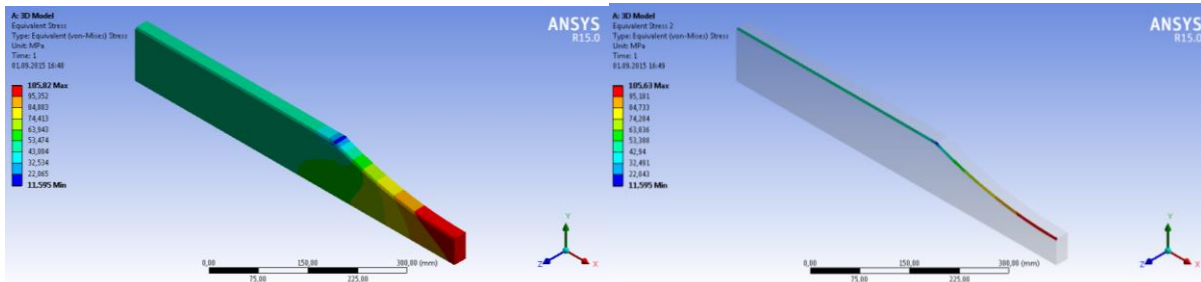 A: 3D Model
Equivalent Stress
Type: Equivalent (von-Mises) Stress
Unit: MPa
Time: 1
01.09.2015 16:48
105,82 Max
95,352
84,883
74,413
63,943
53,474
43,004
32,534
22,065
11,595 Min
ANSYS
R15.0
0,00
150,00
300,00 (mm)
75,00
225,00
Y
Z
X
A: 3D Model
Equivalent Stress 2
Type: Equivalent (von-Mises) Stress
Unit: MPa
Time: 1
01.09.2015 16:49
105,63 Max
95,181
84,733
74,284
63,836
53,388
42,94
32,491
22,043
11,595 Min
ANSYS
R15.0
0,00
150,00
300,00 (mm)
75,00
225,00
Y
Z
X